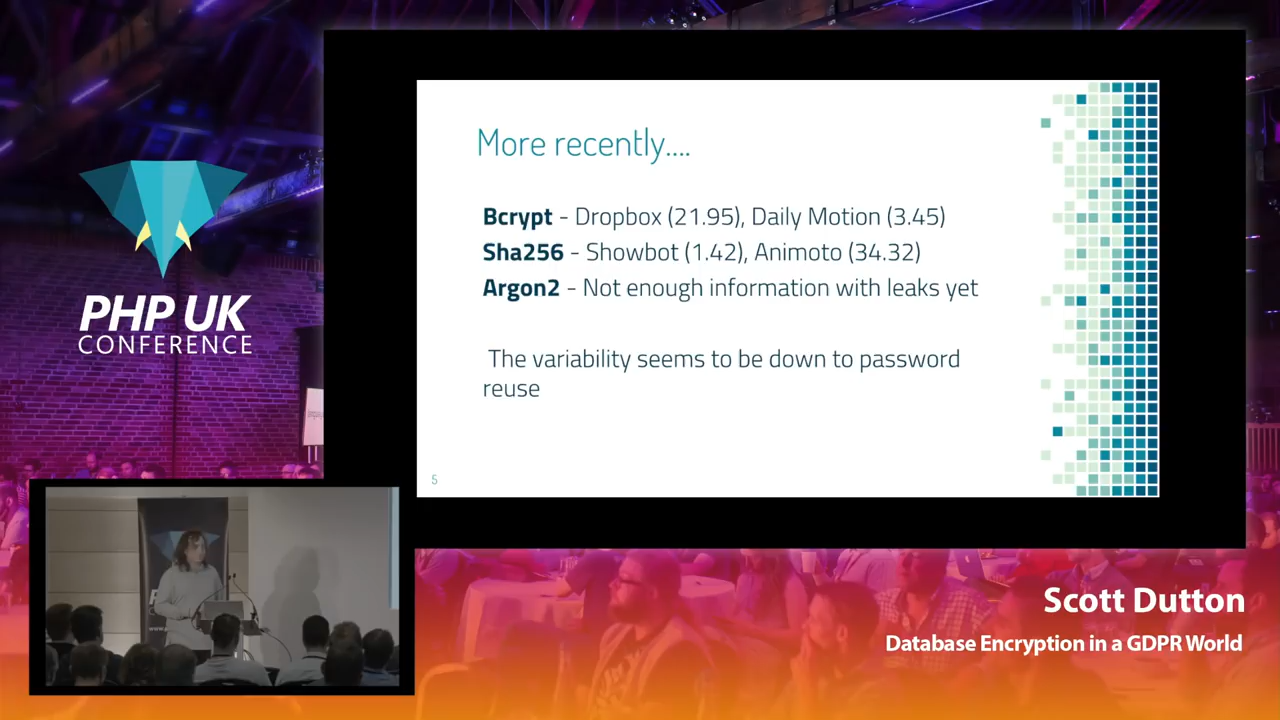 PHP UK
CONFERENCE
More recently....
Bcrypt - Dropbox (21.95), Daily Motion (3.45)
Sha256 - Showbot (1.42), Animoto (34.32)
Argon2 - Not enough information with leaks yet
The variability seems to be down to password
reuse
5
Scott Dutton
Database Encryption in a GDPR World